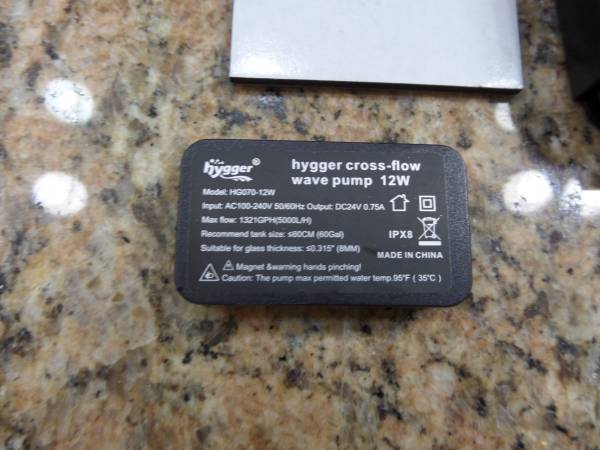 hygger®
hygger cross-flow
wave pump 12W
Model: HG070-12W
Input: AC100-240V 50/60Hz Output: DC24V 0.75A
Max flow: 1321GPH(5000L/H)
Recommend tank size: ≤80CM (60Gal)
IPX8
Suitable for glass thickness: ≤0.315" (8MM)
MADE IN CHINA
Magnet &warning hands pinching!
Caution: The pump max permitted water temp.95°F ( 35°C )